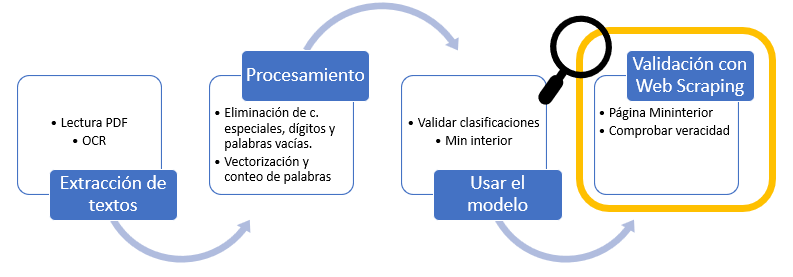 • Lectura PDF
• OCR
Extracción de
textos
Procesamiento
• Eliminación de c.
especiales, dígitos y
palabras vacías.
• Vectorización y
conteo de palabras
• Validar clasificaciones
• Min interior
Usar el
modelo
Validación con
Web Scraping
• Página Mininterior
• Comprobar veracidad